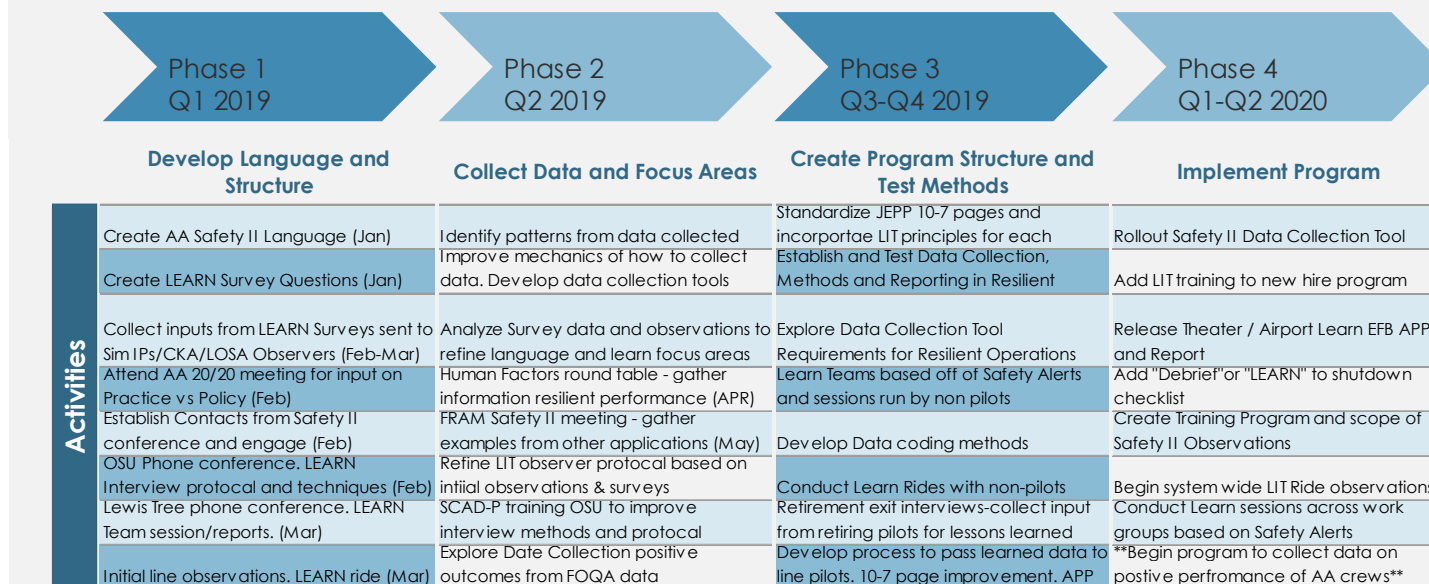 Phase 1
Q1 2019
Phase 2
Q2 2019
Phase 3
Q3-Q4 2019
Phase 4
Q1-Q2 2020
Develop Language and
Structure
Collect Data and Focus Areas
Create Program Structure and
Test Methods
Implement Program
Activities
Create AA Safety II Language (Jan)
Identify patterns from data collected
Standardize JEPP 10-7 pages and
incorportae LIT principles for each
Rollout Safety II Data Collection Tool
Create LEARN Survey Questions (Jan)
Improve mechanics of how to collect
data. Develop data collection tools
Establish and Test Data Collection,
Methods and Reporting in Resilient
Add LIT training to new hire program
Collect inputs from LEARN Surveys sent to
Sim IPs/CKA/LOSA Observers (Feb-Mar)
Analyze Survey data and observations to
refine language and learn focus areas
Explore Data Collection Tool
Requirements for Resilient Operations
Release Theater / Airport Learn EFB APP
and Report
Attend AA 20/20 meeting for input on
Practice vs Policy (Feb)
Human Factors round table - gather
information resilient performance (APR)
Learn Teams based off of Safety Alerts
and sessions run by non pilots
Add "Debrief"or "LEARN" to shutdown
checklist
Establish Contacts from Safety II
conference and engage (Feb)
FRAM Safety II meeting - gather
examples from other applications (May)
Develop Data coding methods
Create Training Program and scope of
Safety II Observations
OSU Phone conference. LEARN
Interview protocal and techniques (Feb)
Refine LIT observer protocal based on
intiial observations & surveys
Conduct Learn Rides with non-pilots
Begin system wide LIT Ride observations
Lewis Tree phone conference. LEARN
Team session/reports. (Mar)
SCAD-P training OSU to improve
interview methods and protocal
Retirement exit interviews-collect input
from retiring pilots for lessons learned
Conduct Learn sessions across work
groups based on Safety Alerts
Initial line observations. LEARN ride (Mar)
Explore Date Collection positive
outcomes from FOQA data
Develop process to pass learned data to
line pilots. 10-7 page improvement. APP
**Begin program to collect data on
postive perfromance of AA crews**